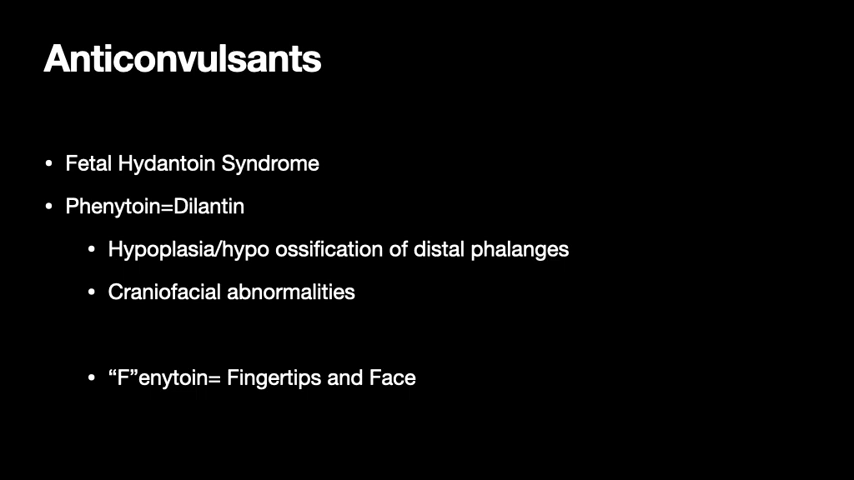 Anticonvulsants
• Fetal Hydantoin Syndrome
• Phenytoin=Dilantin
• Hypoplasia/hypo ossification of distal phalanges
• Craniofacial abnormalities
• “F”enytoin= Fingertips and Face